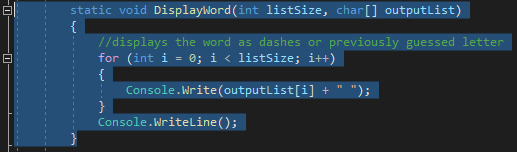 static void DisplayWord(int listSize, char[] outputList)
{
//displays the word as dashes or previously guessed letter
for (int i = 0; i < listSize; i++)
{
Console.Write(outputList[i] + " ");
}
Console.WriteLine();
}